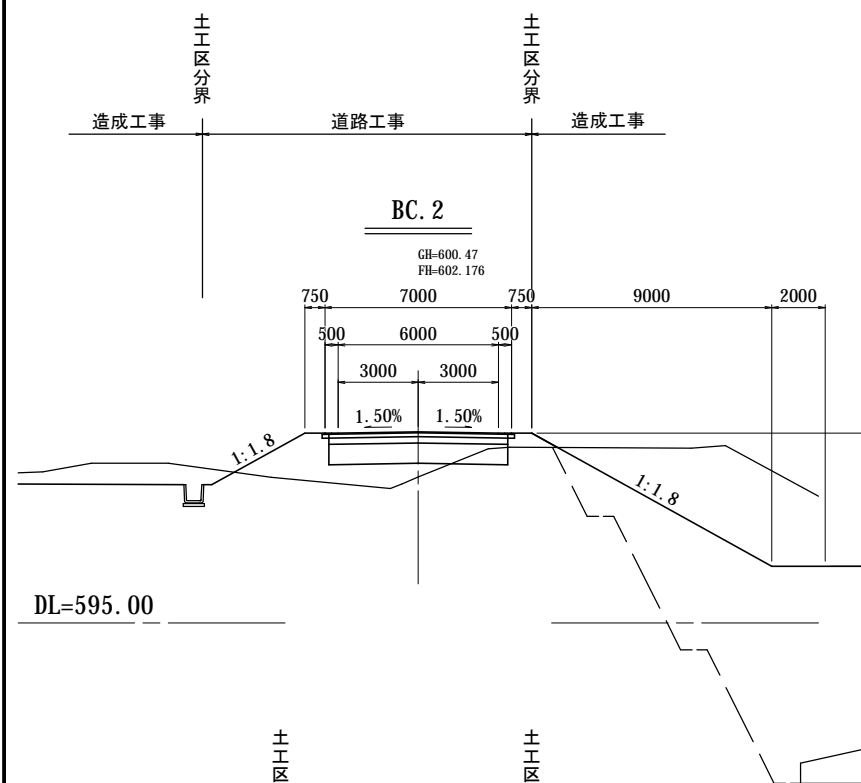 土工区分界
土工区分界
造成工事
道路工事
造成工事
BC. 2
GH=600. 47
FH=602. 176
750
7000
750
9000
2000
500
6000
500
3000
3000
1. 50%
1. 50%
1:1. 8
1:1. 8
DL=595. 00
土工区
土工区